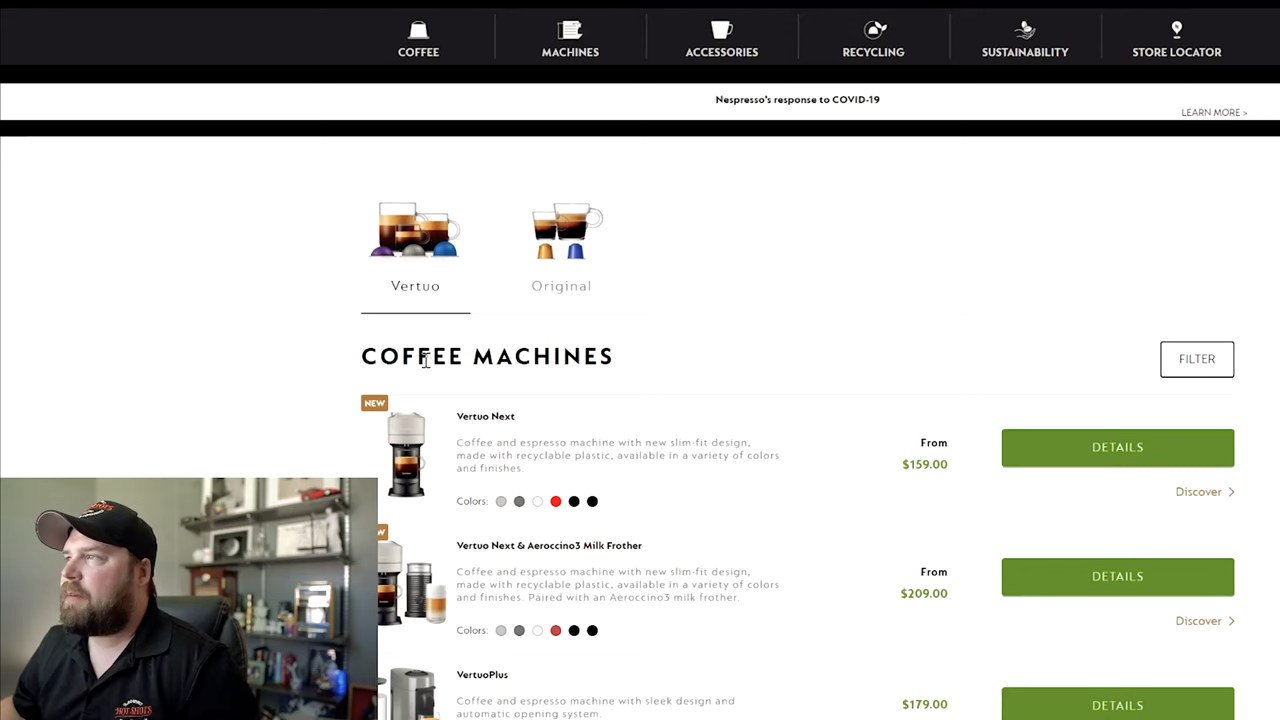 COFFEE
MACHINES
ACCESSORIES
RECYCLING
SUSTAINABILITY
STORE LOCATOR
Nespresso's response to COVID-19
LEARN MORE >
Vertuo
Original
COFFEE MACHINES
FILTER
NEW
Vertuo Next
Coffee and espresso machine with new slim-fit design,
made with recyclable plastic, available in a variety of colors
and finishes.
Colors:
From
$159.00
DETAILS
Discover >
Vertuo Next & Aeroccino3 Milk Frother
Coffee and espresso machine with new slim-fit design,
made with recyclable plastic, available in a variety of colors
and finishes. Paired with an Aeroccino3 milk frother.
Colors:
From
$209.00
DETAILS
Discover >
VertuoPlus
Coffee and espresso machine with sleek design and
automatic opening system.
$179.00
DETAILS
HOT SHOTS